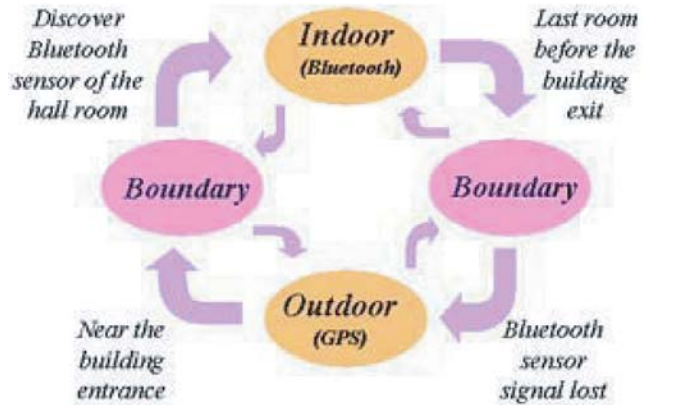 Discover
Bluetooth
sensor of the
hall room
Indoor
(Bluetooth)
Last room
before the
building
exit
Boundary
Boundary
Near the
building
entrance
Outdoor
(GPS)
Bluetooth
sensor
signal lost